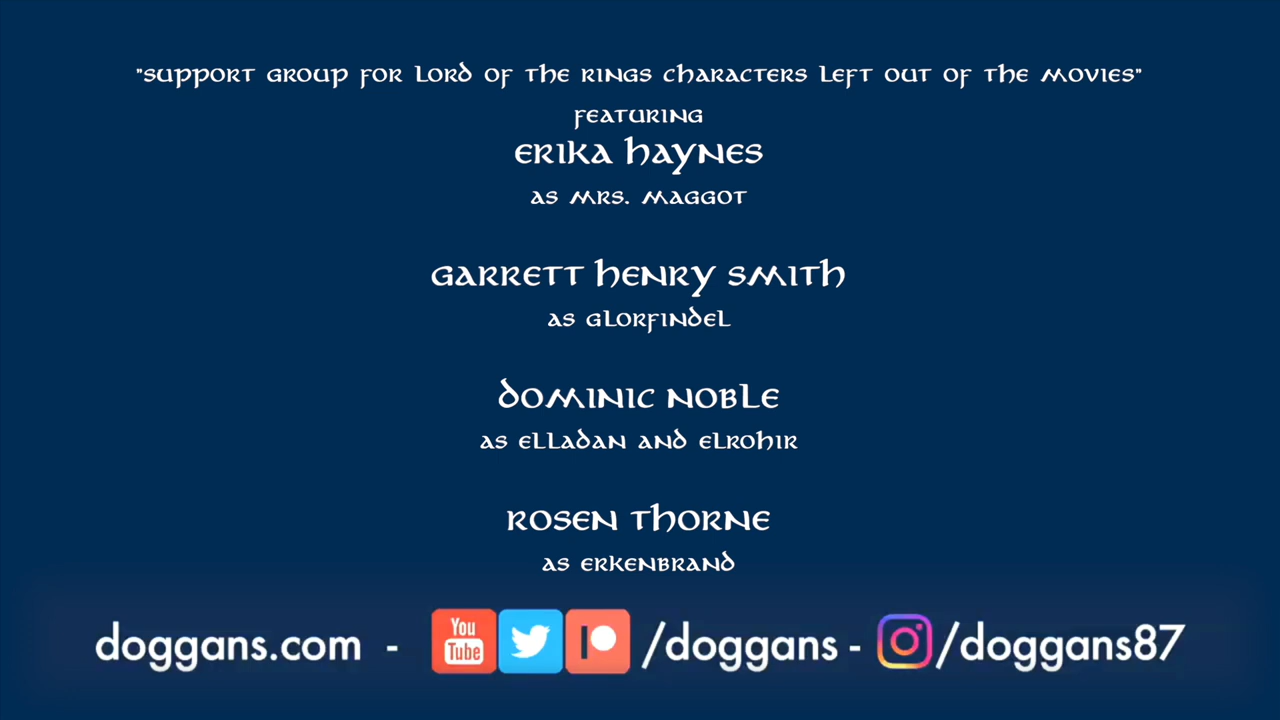 "Support Group for Lord of the Rings Characters Left Out of the Movies"
featuring
Erika Haynes
as Mrs. Maggot
Garrett Henry Smith
as Glorfindel
Dominic Noble
as Elladan and Elrohir
Rosen Thorne
as Erkenbrand
doggans.com - You Tube /doggans - /doggans87